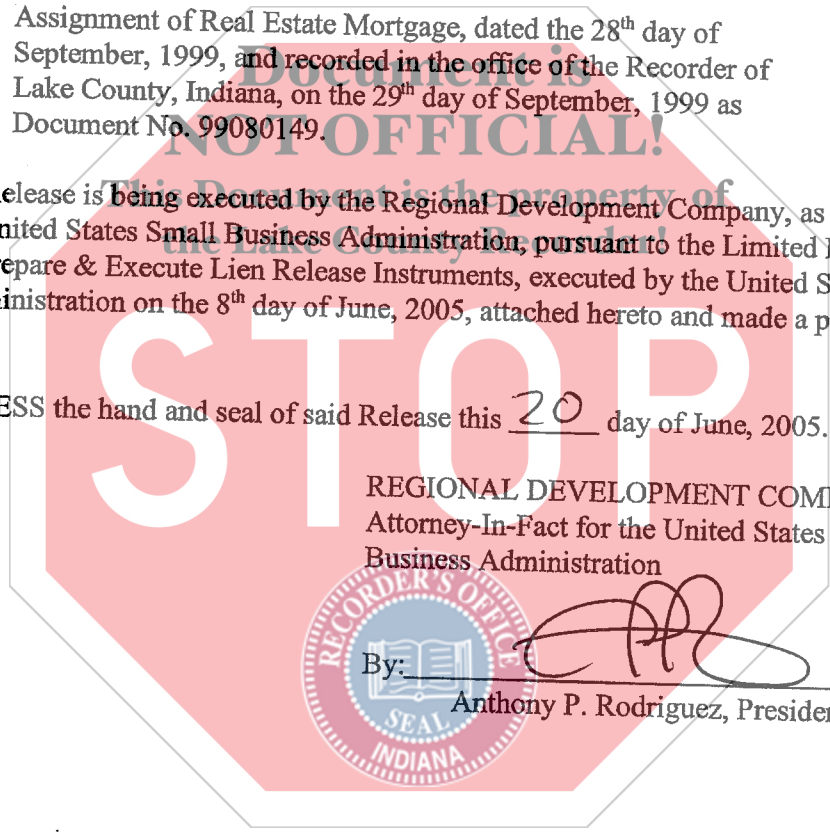 Assignment of Real Estate Mortgage, dated the 28th day of
September, 1999, and recorded in the office of the Recorder of
Lake County, Indiana, on the 29th day of September, 1999 as
Document No. 99080149.
Document is
NOT OFFICIAL!
This Document is the property of
the Lake County Recorder!
elease is being executed by the Regional Development Company, as
nited States Small Business Administration, pursuant to the Limited
epare & Execute Lien Release Instruments, executed by the United S
inistration on the 8th day of June, 2005, attached hereto and made a p
STOP
ESS the hand and seal of said Release this 20 day of June, 2005.
REGIONAL DEVELOPMENT COM
Attorney-In-Fact for the United States
Business Administration
RECORDER'S OFFICE
SEAL
INDIANA
By:
Anthony P. Rodriguez, Presiden